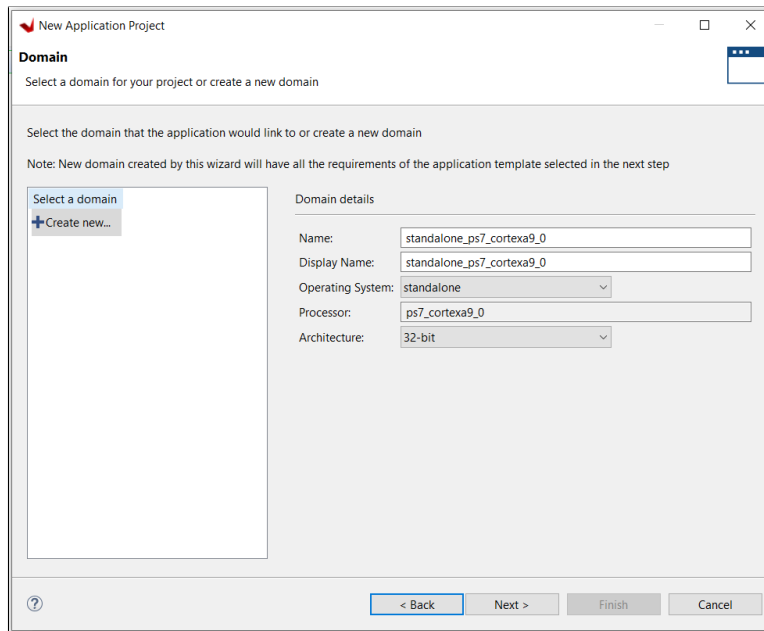 New Application Project
Domain
Select a domain for your project or create a new domain
Select the domain that the application would link to or create a new domain
Note: New domain created by this wizard will have all the requirements of the application template selected in the next step
Select a domain
Create new...
Domain details
Name: standalone_ps7_cortexa9_0
Display Name: standalone_ps7_cortexa9_0
Operating System: standalone
Processor: ps7_cortexa9_0
Architecture: 32-bit
< Back Next > Finish Cancel